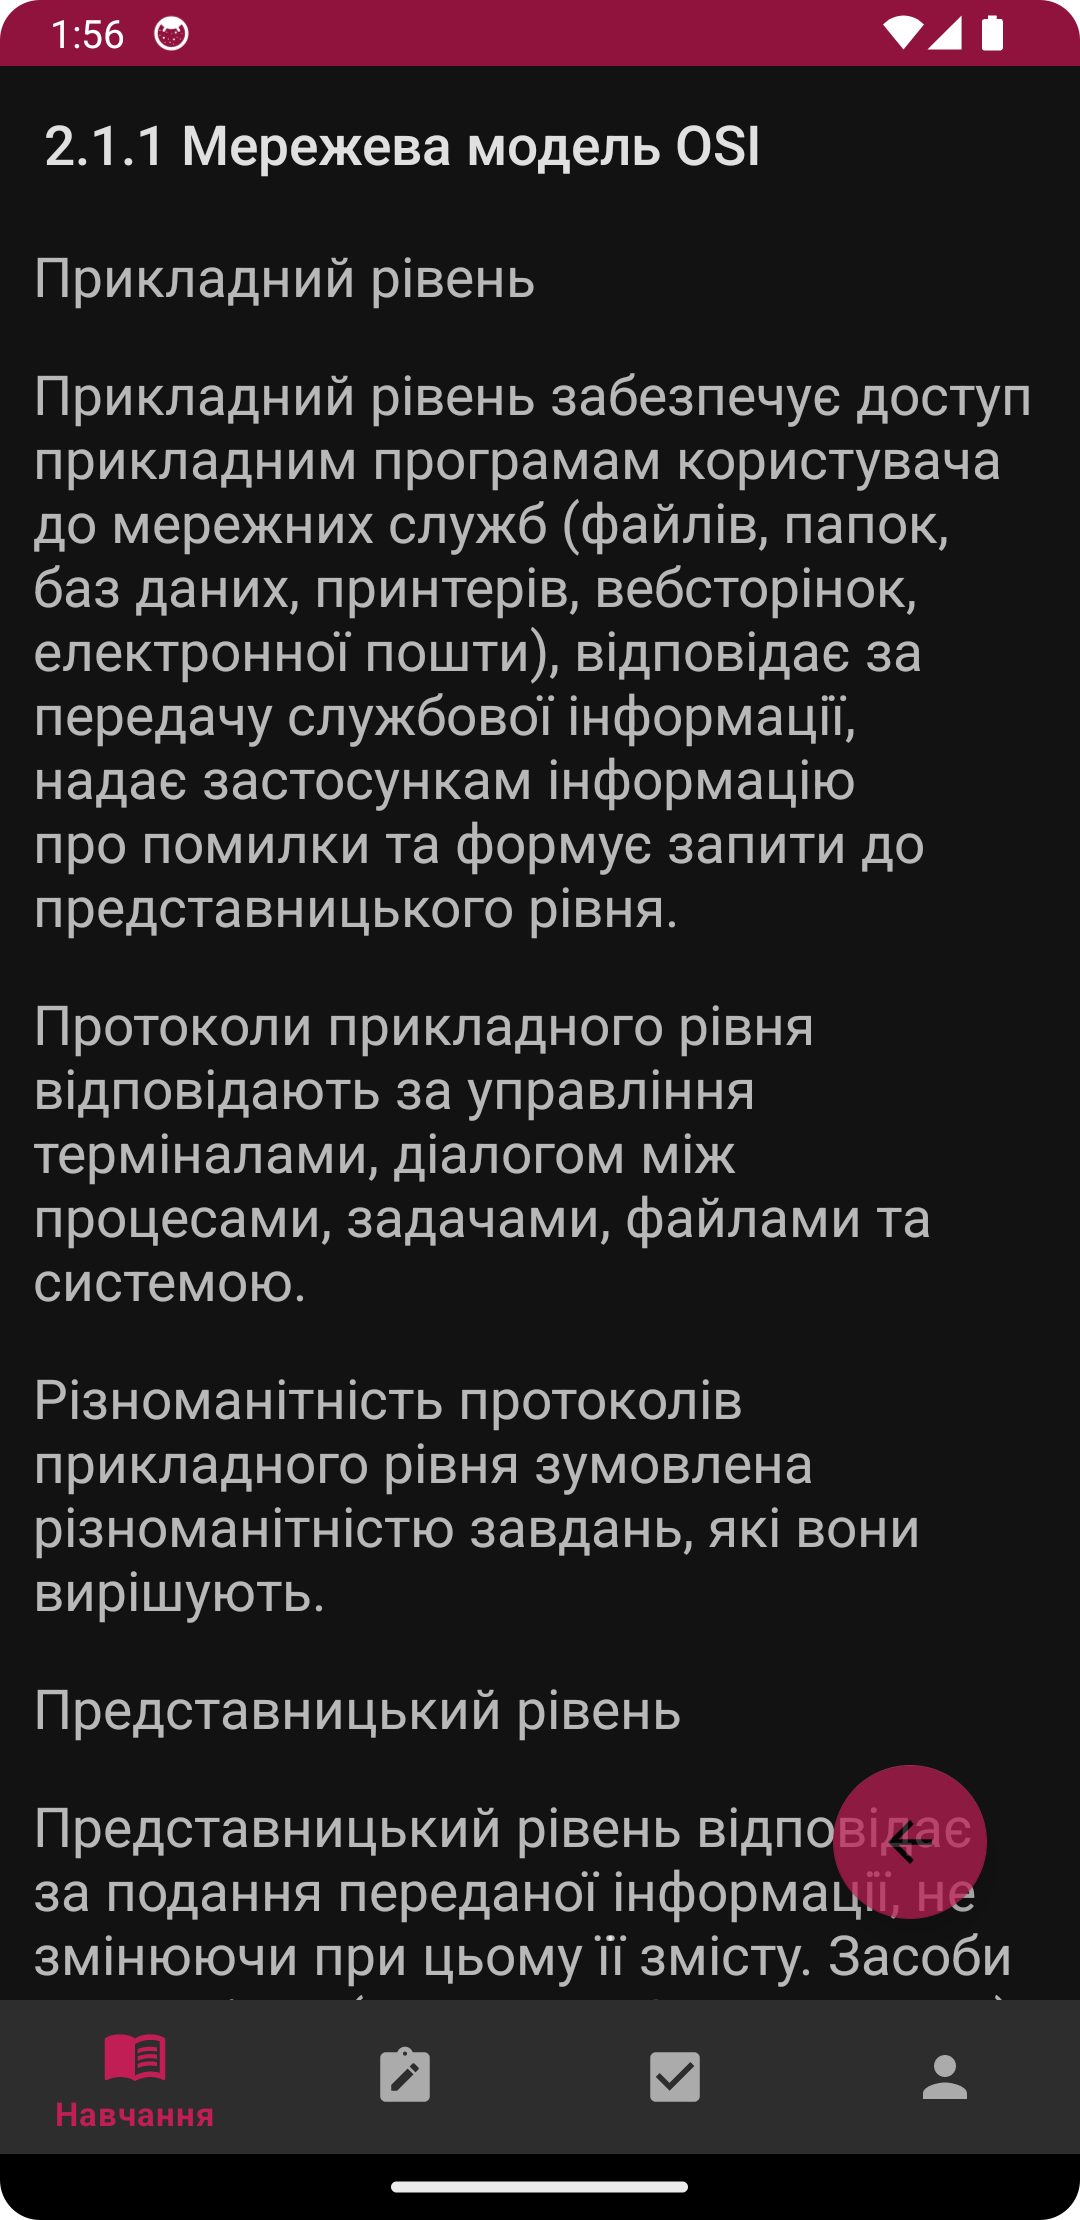 1:56
2.1.1 Мережева модель OSI
Прикладний рівень
Прикладний рівень забезпечує доступ
прикладним програмам користувача
до мережних служб (файлів, папок,
баз даних, принтерів, вебсторінок,
електронної пошти), відповідає за
передачу службової інформації,
надає застосункам інформацію
про помилки та формує запити до
представницького рівня.
Протоколи прикладного рівня
відповідають за управління
терміналами, діалогом між
процесами, задачами, файлами та
системою.
Різноманітність протоколів
прикладного рівня зумовлена
різноманітністю завдань, які вони
вирішують.
Представницький рівень
Представницький рівень відповідає
за подання переданої інформації, не
змінюючи при цьому її змісту. Засоби
Навчання